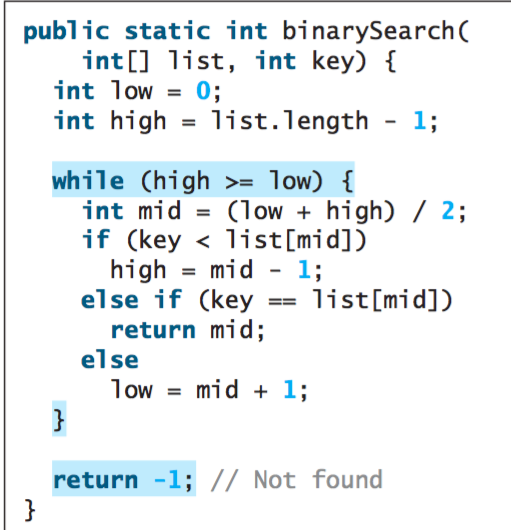 public static int binarySearch(
    int[] list, int key) {
  int low = 0;
  int high = list.length - 1;

  while (high >= low) {
    int mid = (low + high) / 2;
    if (key < list[mid])
      high = mid - 1;
    else if (key == list[mid])
      return mid;
    else
      low = mid + 1;
  }

  return -1; // Not found
}